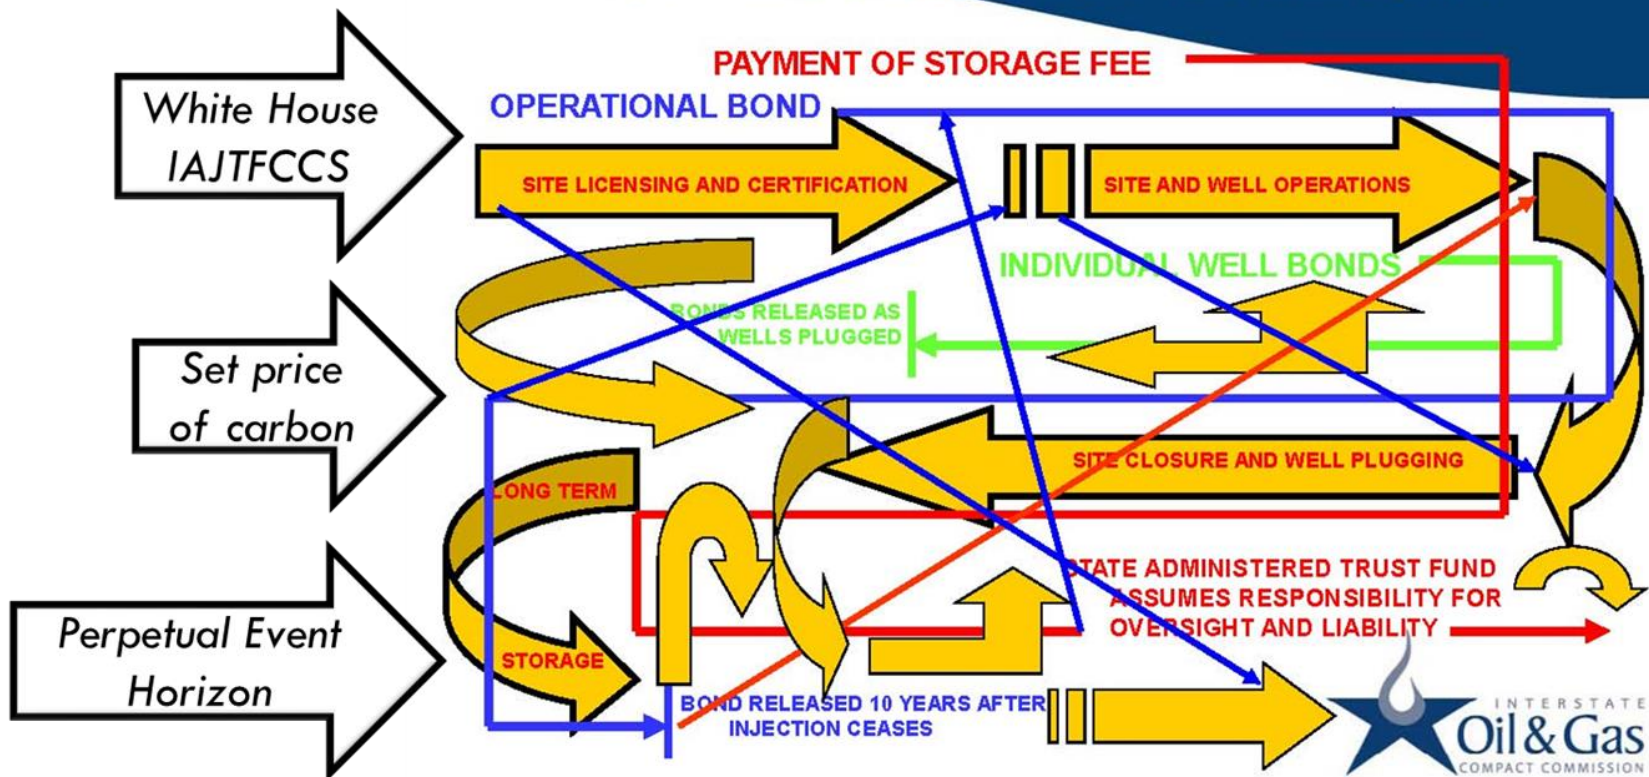 PAYMENT OF STORAGE FEE
OPERATIONAL BOND
White House
IAJTFCCS
SITE LICENSING AND CERTIFICATION
SITE AND WELL OPERATIONS
INDIVIDUAL WELL BONDS
BONDS RELEASED AS
WELLS PLUGGED
Set price
of carbon
SITE CLOSURE AND WELL PLUGGING
LONG TERM
STATE ADMINISTERED TRUST FUND
ASSUMES RESPONSIBILITY FOR
OVERSIGHT AND LIABILITY
Perpetual Event
Horizon
STORAGE
BOND RELEASED 10 YEARS AFTER
INJECTION CEASES
INTERSTATE
Oil & Gas
COMPACT COMMISSION